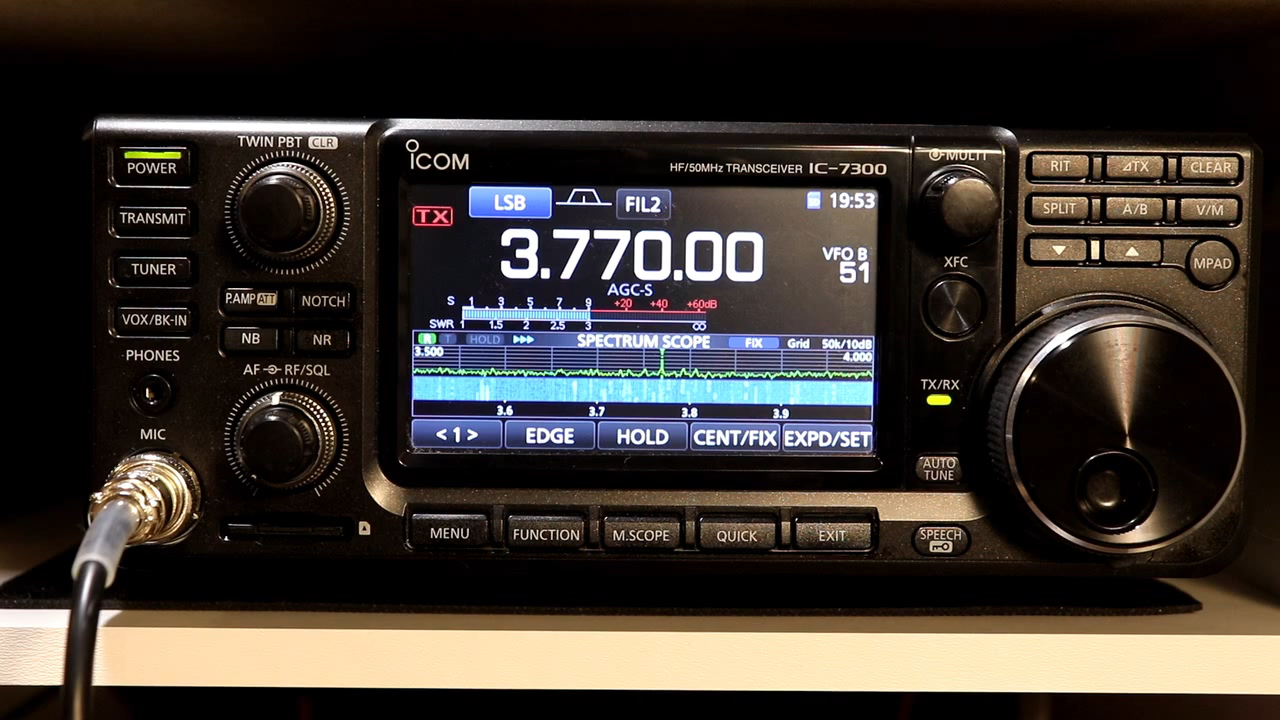 POWER
TRANSMIT
TUNER
VOX/BK-IN
PHONES
MIC
TWIN PBT CLR
P.AMP ATT NOTCH
NB NR
AF RF/SQL
ICOM
HF/50MHz TRANSCEIVER IC-7300
LSB FIL2 19:53
TX
3.770.00
VFO B
51
AGC-S
S 1 3 5 7 9 +20 +40 +60dB
SWR 1 1.5 2 2.5 3 ∞
R T HOLD SPECTRUM SCOPE FIX Grid 50k/10dB
3.500 4.000
3.6 3.7 3.8 3.9
<1> EDGE HOLD CENT/FIX EXPD/SET
MENU FUNCTION M.SCOPE QUICK EXIT
MULTI
XFC
TX/RX
AUTO
TUNE
SPEECH
RIT ⊿TX CLEAR
SPLIT A/B V/M
MPAD